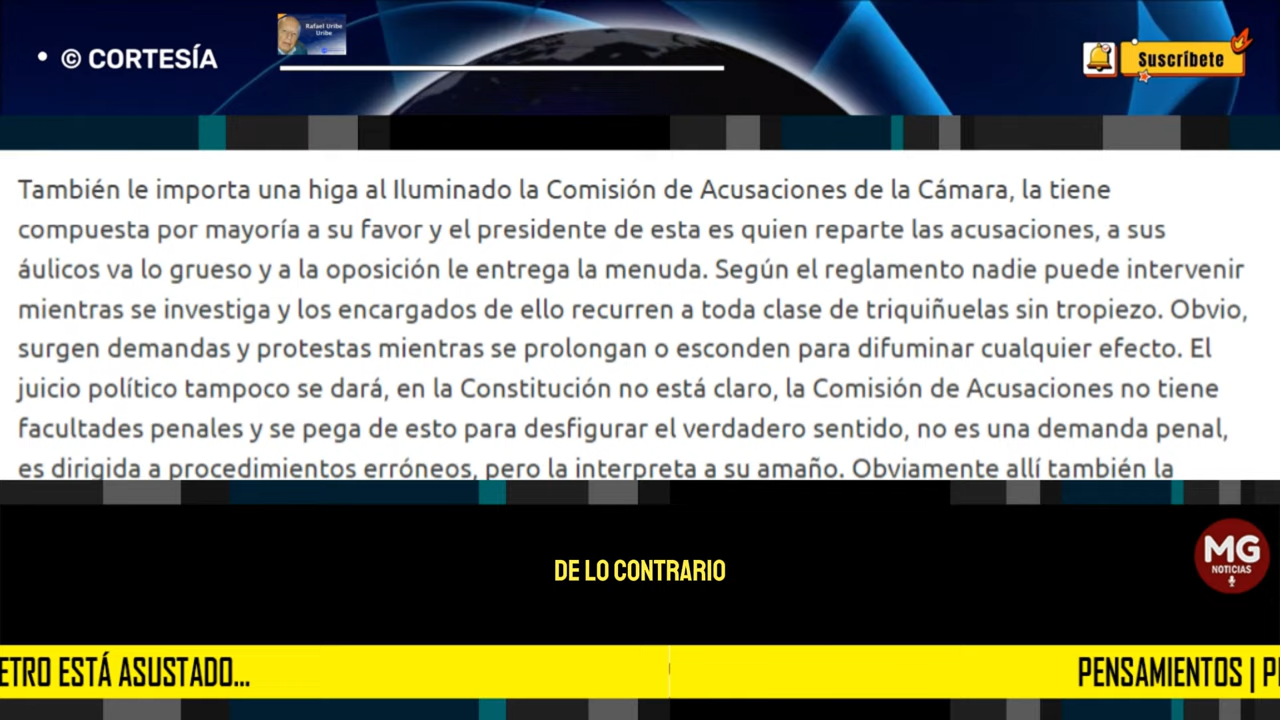 • © CORTESÍA
Rafael Uribe
Uribe
Suscríbete
También le importa una higa al Iluminado la Comisión de Acusaciones de la Cámara, la tiene
compuesta por mayoría a su favor y el presidente de esta es quien reparte las acusaciones, a sus
áulicos va lo grueso y a la oposición le entrega la menuda. Según el reglamento nadie puede intervenir
mientras se investiga y los encargados de ello recurren a toda clase de triquiñuelas sin tropiezo. Obvio,
surgen demandas y protestas mientras se prolongan o esconden para difuminar cualquier efecto. El
juicio político tampoco se dará, en la Constitución no está claro, la Comisión de Acusaciones no tiene
facultades penales y se pega de esto para desfigurar el verdadero sentido, no es una demanda penal,
es dirigida a procedimientos erróneos, pero la interpreta a su amaño. Obviamente allí también la
DE LO CONTRARIO
MG
NOTICIAS
ETRO ESTÁ ASUSTADO...
PENSAMIENTOS | P